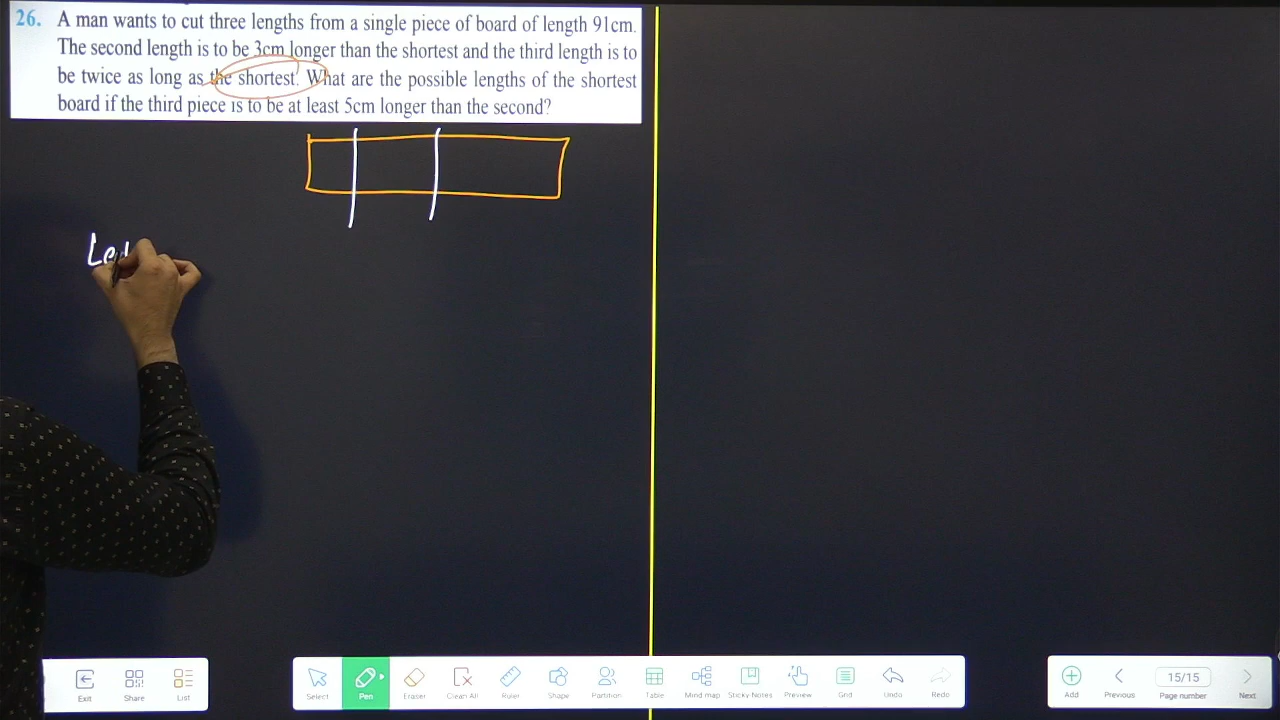 26. A man wants to cut three lengths from a single piece of board of length 91cm.
The second length is to be 3cm longer than the shortest and the third length is to
be twice as long as the shortest. What are the possible lengths of the shortest
board if the third piece is to be at least 5cm longer than the second?
Exit
Share
List
Select
Pen
Eraser
Clean All
Ruler
Shape
Partition
Table
Mind map
Sticky Notes
Preview
Grid
Undo
Redo
Add
Previous
15/15
Page number
Next